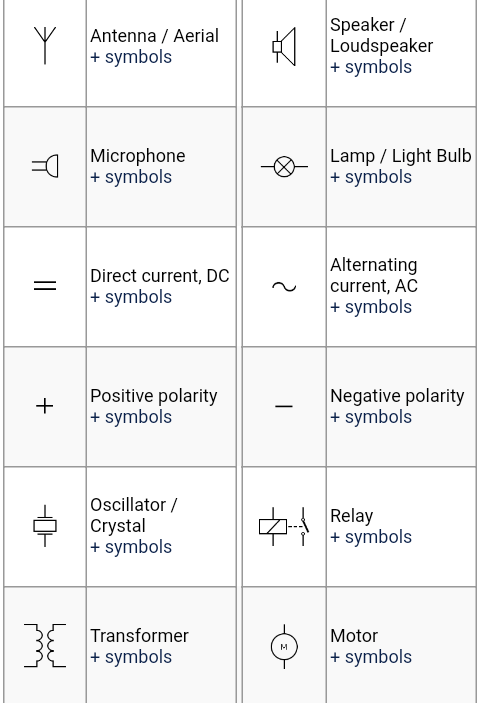 Antenna / Aerial
+ symbols
Speaker /
Loudspeaker
+ symbols
Microphone
+ symbols
Lamp / Light Bulb
+ symbols
Direct current, DC
+ symbols
Alternating
current, AC
+ symbols
Positive polarity
+ symbols
Negative polarity
+ symbols
Oscillator /
Crystal
+ symbols
Relay
+ symbols
Transformer
+ symbols
M
Motor
+ symbols